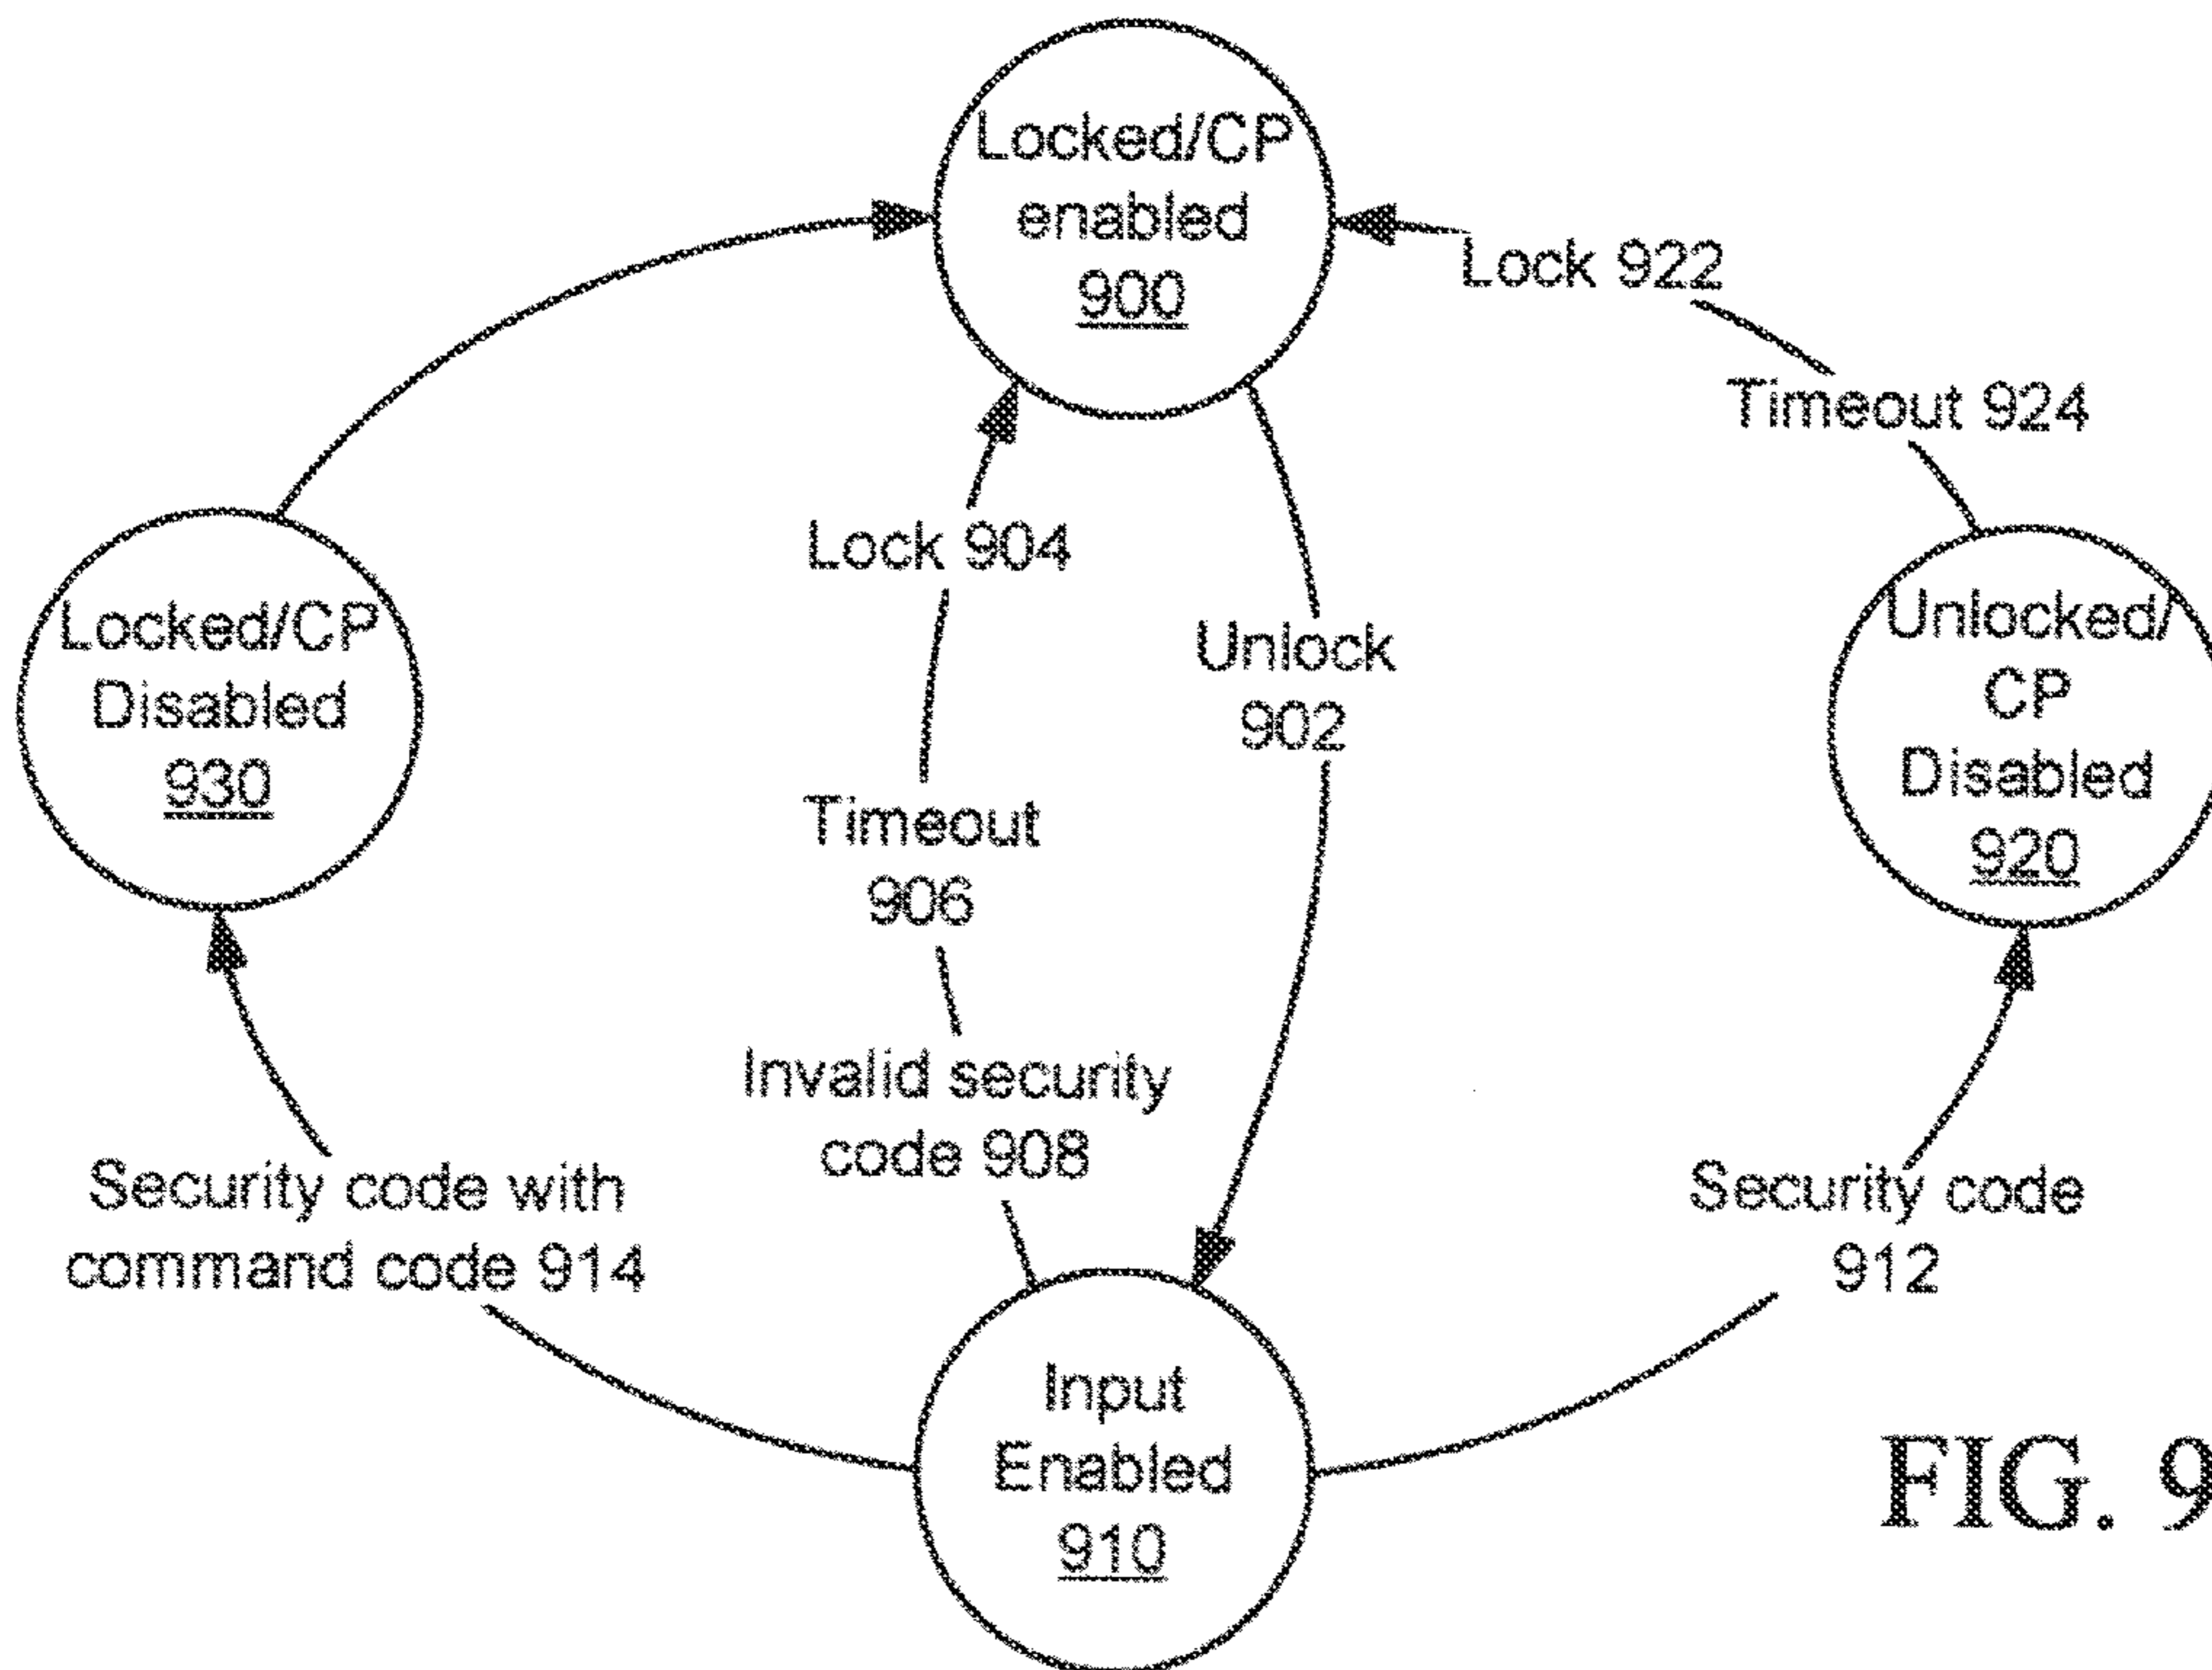 Locked/CP
enabled
900
Lock 922
Timeout 924
Lock 904
Unlock
902
Locked/CP
Disabled
930
Unlocked/
CP
Disabled
920
Timeout
906
Invalid security
code 908
Security code with
command code 914
Security code
912
Input
Enabled
910
FIG. 9